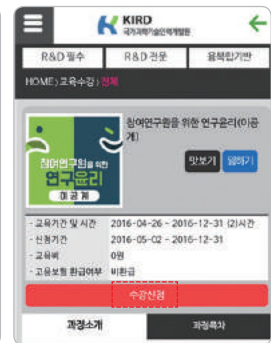 KIRD
국가과학기술인력개발원
R&D 필수 R&D 전문 융복합기반
HOME > 교육수강 > 전체
참여연구원을 위한
연구윤리
이공계
참여연구원을 위한 연구윤리(이공
계)
맛보기 담하기
- 교육기간 및 시간 2016-04-26 ~ 2016-12-31 (2)시간
- 신청기간 2016-05-02 ~ 2016-12-31
- 교육비 0원
- 고용보험 환급여부 비환급
수강신청
과정소개 과정목차